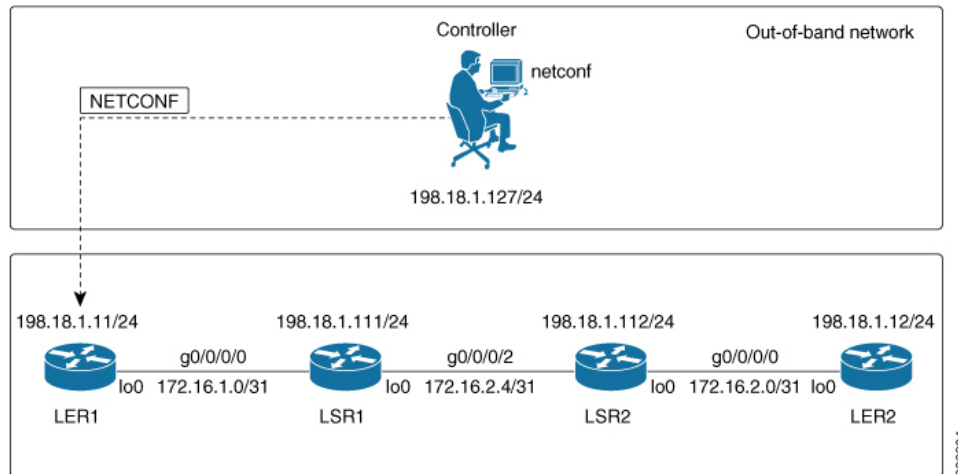 Controller
Out-of-band network
netconf
NETCONF
198.18.1.127/24
198.18.1.11/24
198.18.1.111/24
198.18.1.112/24
198.18.1.12/24
g0/0/0/0
g0/0/0/2
g0/0/0/0
lo0 172.16.1.0/31
lo0 172.16.2.4/31
lo0 172.16.2.0/31 lo0
LER1
LSR1
LSR2
LER2